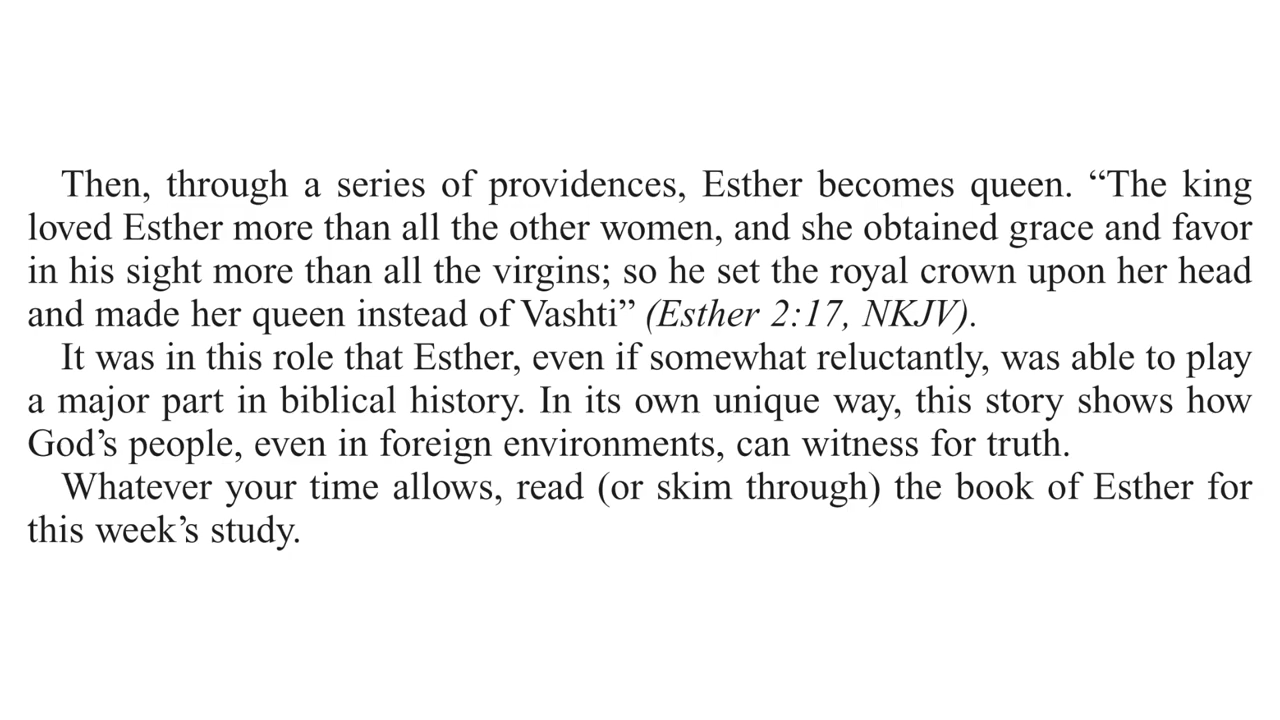 Then, through a series of providences, Esther becomes queen. “The king
loved Esther more than all the other women, and she obtained grace and favor
in his sight more than all the virgins; so he set the royal crown upon her head
and made her queen instead of Vashti” (Esther 2:17, NKJV).
It was in this role that Esther, even if somewhat reluctantly, was able to play
a major part in biblical history. In its own unique way, this story shows how
God’s people, even in foreign environments, can witness for truth.
Whatever your time allows, read (or skim through) the book of Esther for
this week’s study.